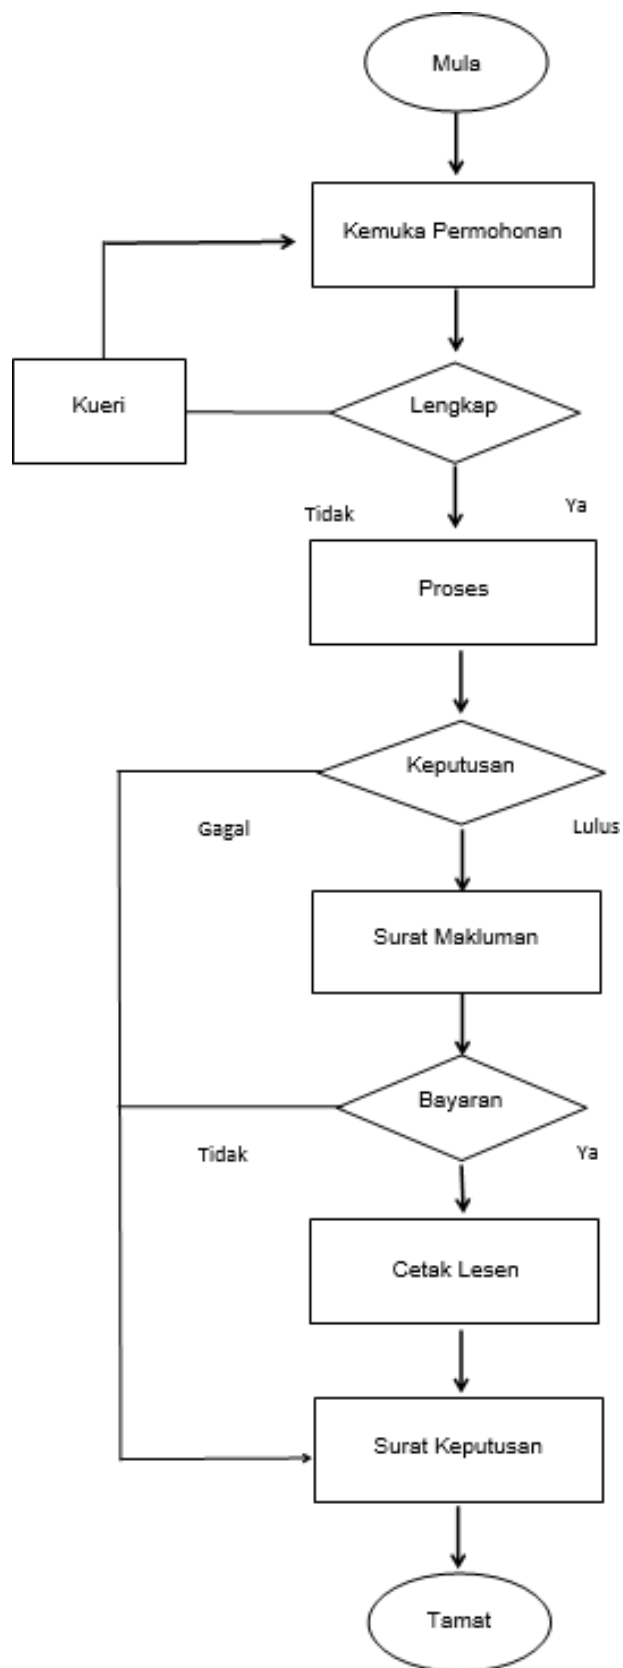 Mula
Kemuka Permohonan
Kueri
Lengkap
Tidak
Ya
Proses
Keputusan
Gagal
Lulus
Surat Makluman
Bayaran
Tidak
Ya
Cetak Lesen
Surat Keputusan
Tamat